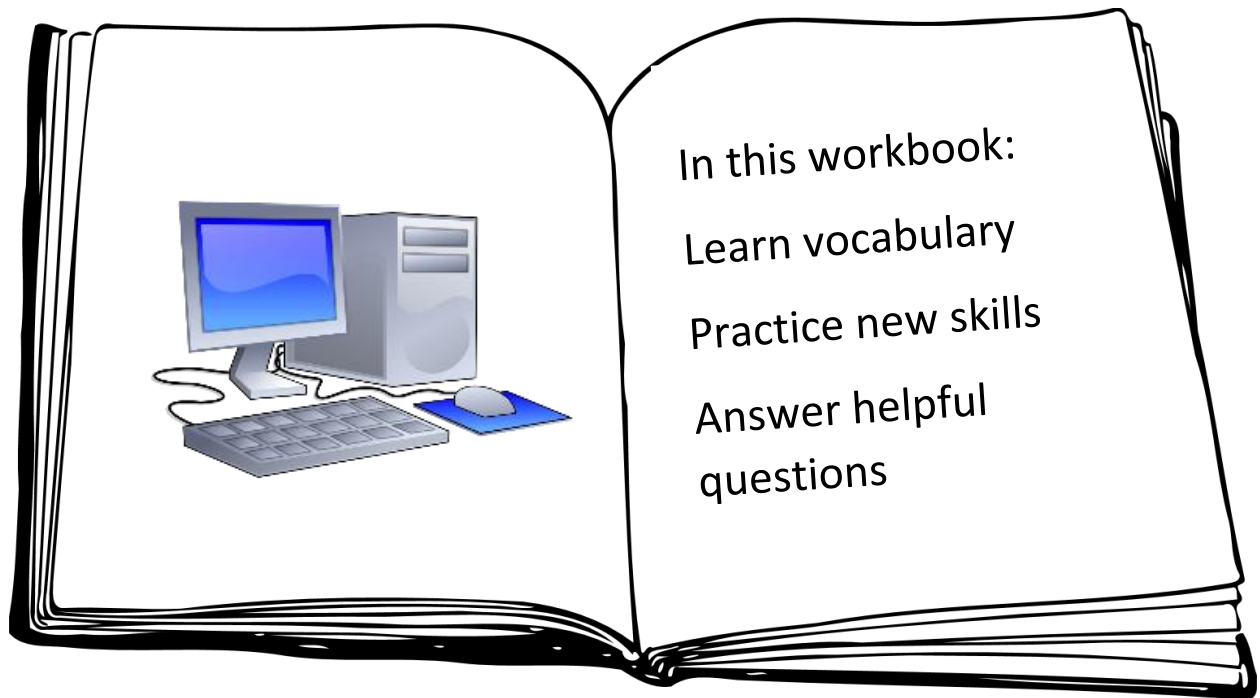 In this workbook:
Learn vocabulary
Practice new skills
Answer helpful
questions